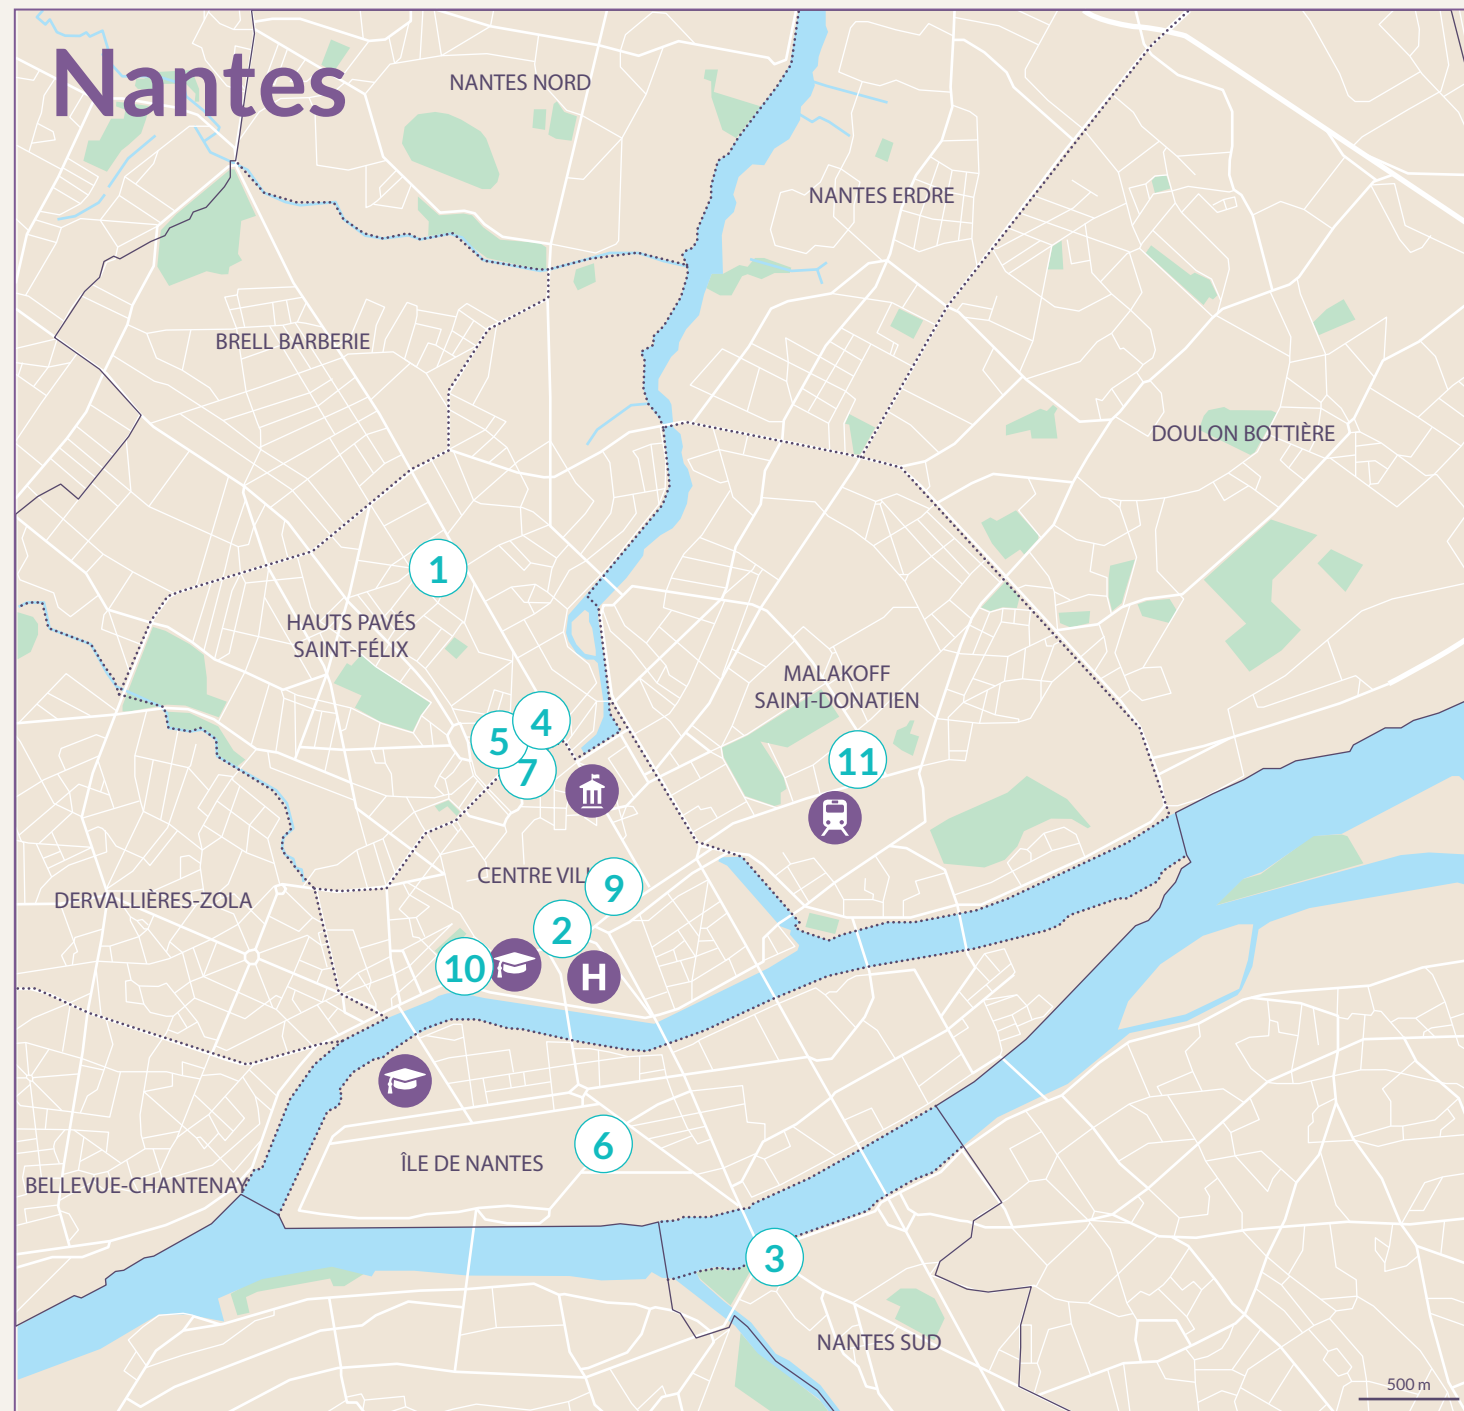 Nantes
NANTES NORD
NANTES ERDRE
BRELL BARBERIE
DOULON BOTTIÈRE
1
HAUTS PAVÉS
SAINT-FÉLIX
MALAKOFF
SAINT-DONATIEN
4
5
7
11
CENTRE VIL
9
DERVALLIÈRES-ZOLA
2
10
H
6
ÎLE DE NANTES
BELLEVUE-CHANTENAY
3
NANTES SUD
500 m